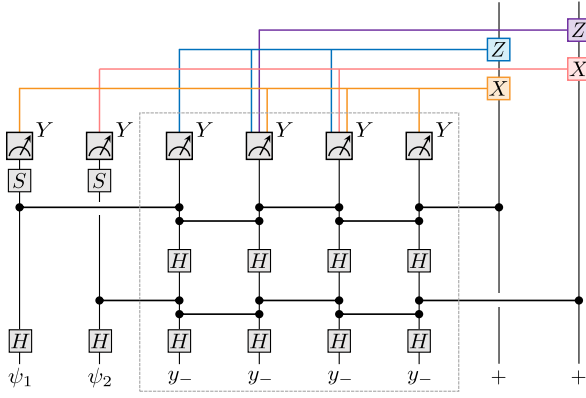 Z
Z
X
X
Y Y Y Y Y Y
S S
H H H H
H H H H H H
ψ₁ ψ₂ y₋ y₋ y₋ y₋ + +